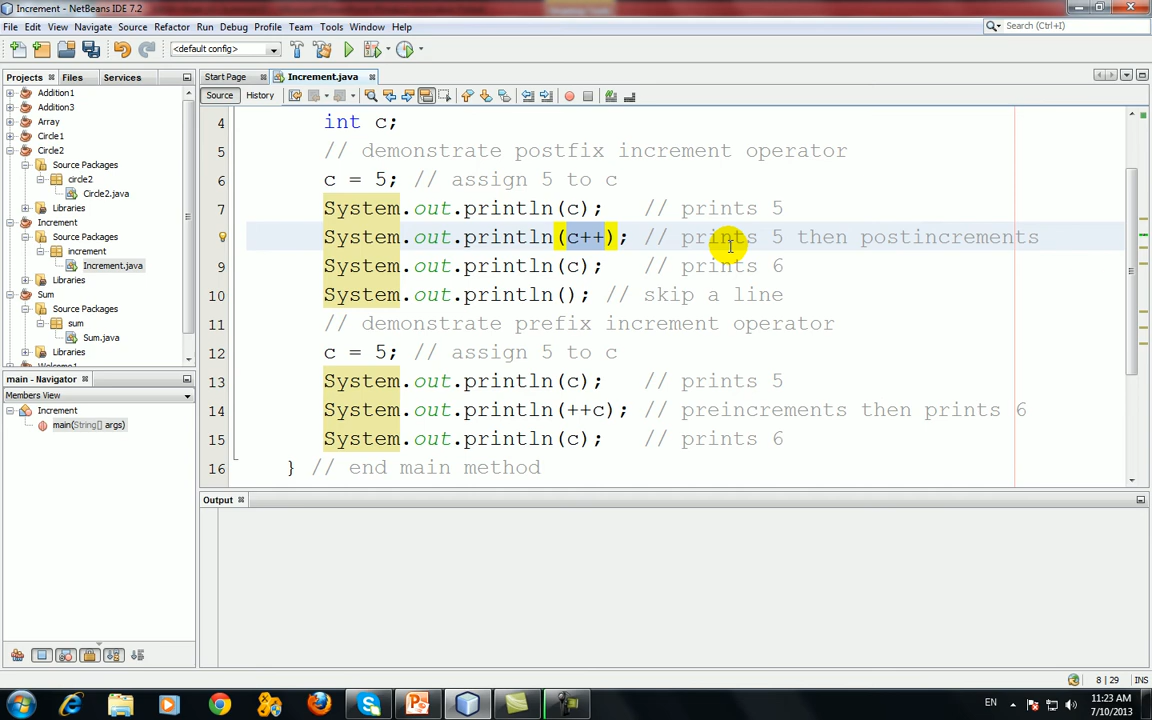 Increment - NetBeans IDE 7.2
File Edit View Navigate Source Refactor Run Debug Profile Team Tools Window Help
Search (Ctrl+I)
<default config>
Projects Files Services
Start Page Increment.java
Source History
Addition1
Addition3
Array
Circle1
Circle2
Source Packages
circle2
Circle2.java
Libraries
Increment
Source Packages
increment
Increment.java
Libraries
Sum
Source Packages
sum
Sum.java
Libraries
4 int c;
5 // demonstrate postfix increment operator
6 c = 5; // assign 5 to c
7 System.out.println(c); // prints 5
System.out.println(c++); // prints 5 then postincrements
9 System.out.println(c); // prints 6
10 System.out.println(); // skip a line
11 // demonstrate prefix increment operator
12 c = 5; // assign 5 to c
13 System.out.println(c); // prints 5
14 System.out.println(++c); // preincrements then prints 6
15 System.out.println(c); // prints 6
16 } // end main method
main - Navigator
Members View
Increment
main(String[] args)
Output
8 | 29 INS
EN
11:23 AM
7/10/2013